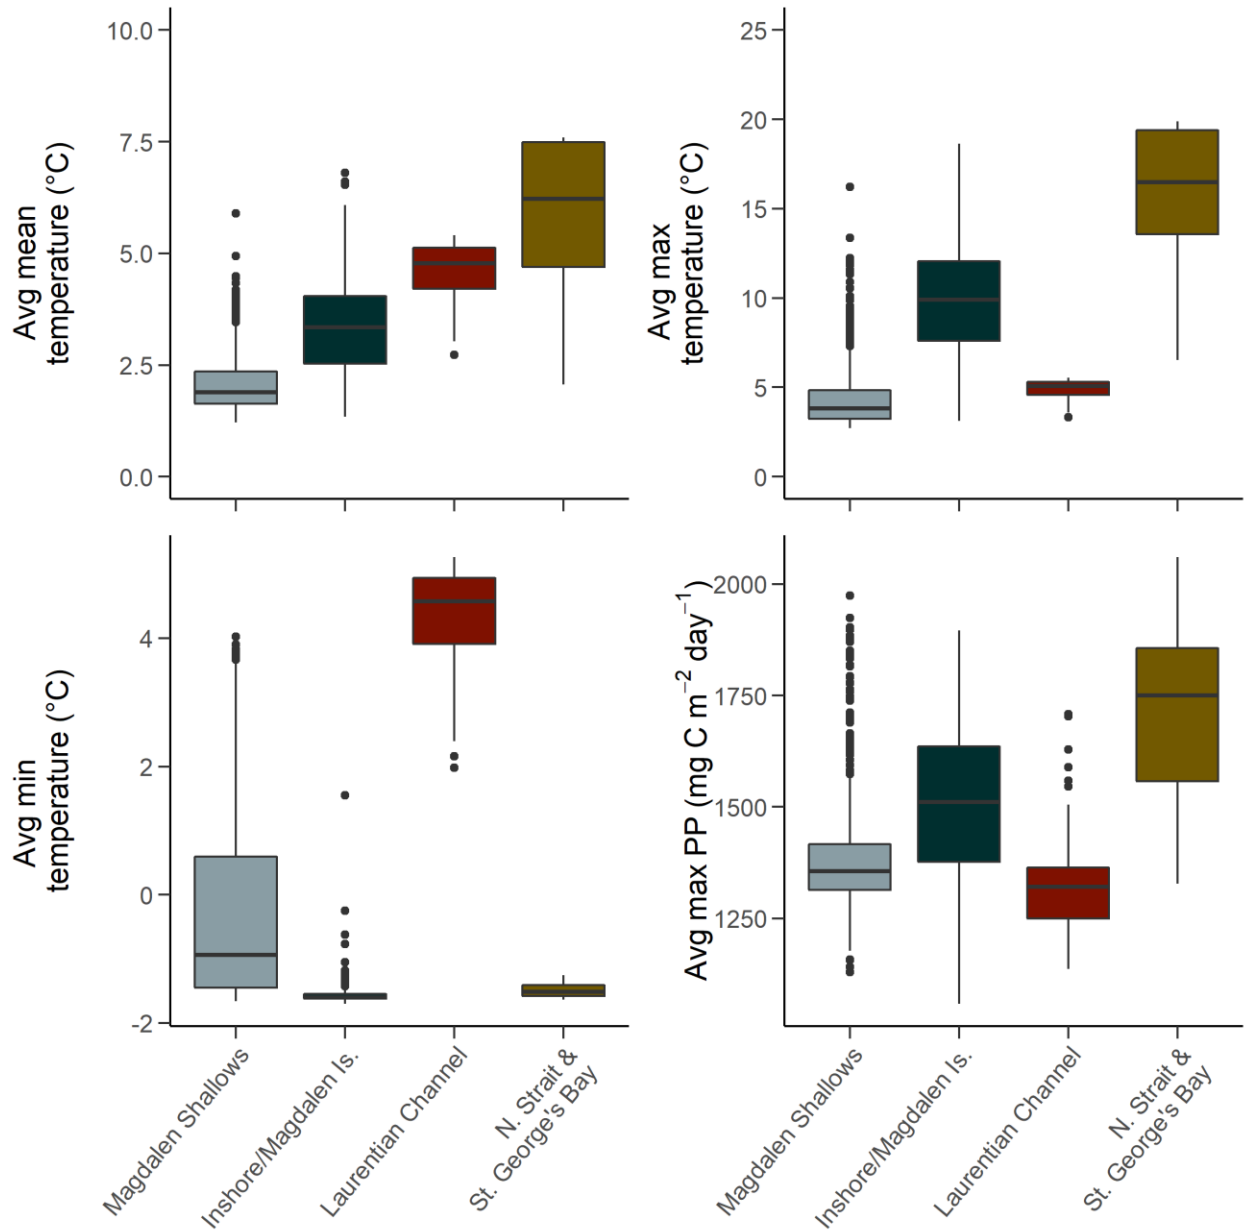 Avg mean
temperature (°C)
10.0
7.5
5.0
2.5
0.0
Avg max
temperature (°C)
25
20
15
10
5
0
Avg min
temperature (°C)
4
2
0
-2
Magdalen Shallows
Inshore/Magdalen Is.
Laurentian Channel
N. Strait &
St. George's Bay
Avg max PP (mg C m⁻² day⁻¹)
2000
1750
1500
1250
Magdalen Shallows
Inshore/Magdalen Is.
Laurentian Channel
N. Strait &
St. George's Bay